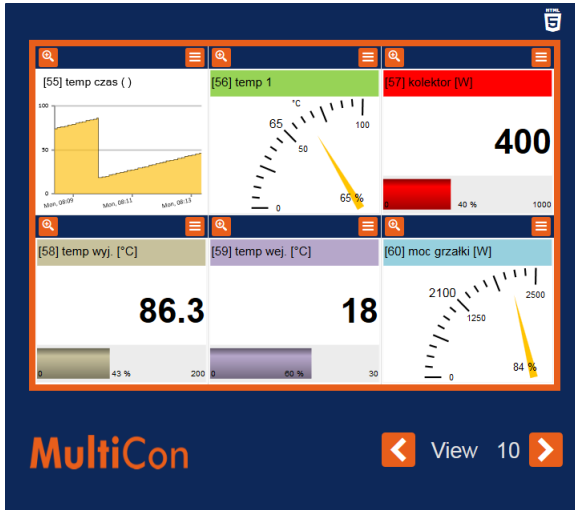 HTML
5
[55] temp czas ( )
100
50
0
Mon, 08:09
Mon, 08:11
Mon, 08:13
[56] temp 1
°C
65
50
100
0
65 %
[57] kolektor [W]
400
0
40 %
1000
[58] temp wyj. [°C]
86.3
0
43 %
200
[59] temp wej. [°C]
18
0
60 %
30
[60] moc grzałki [W]
2100
1250
2500
0
84 %
MultiCon
View 10